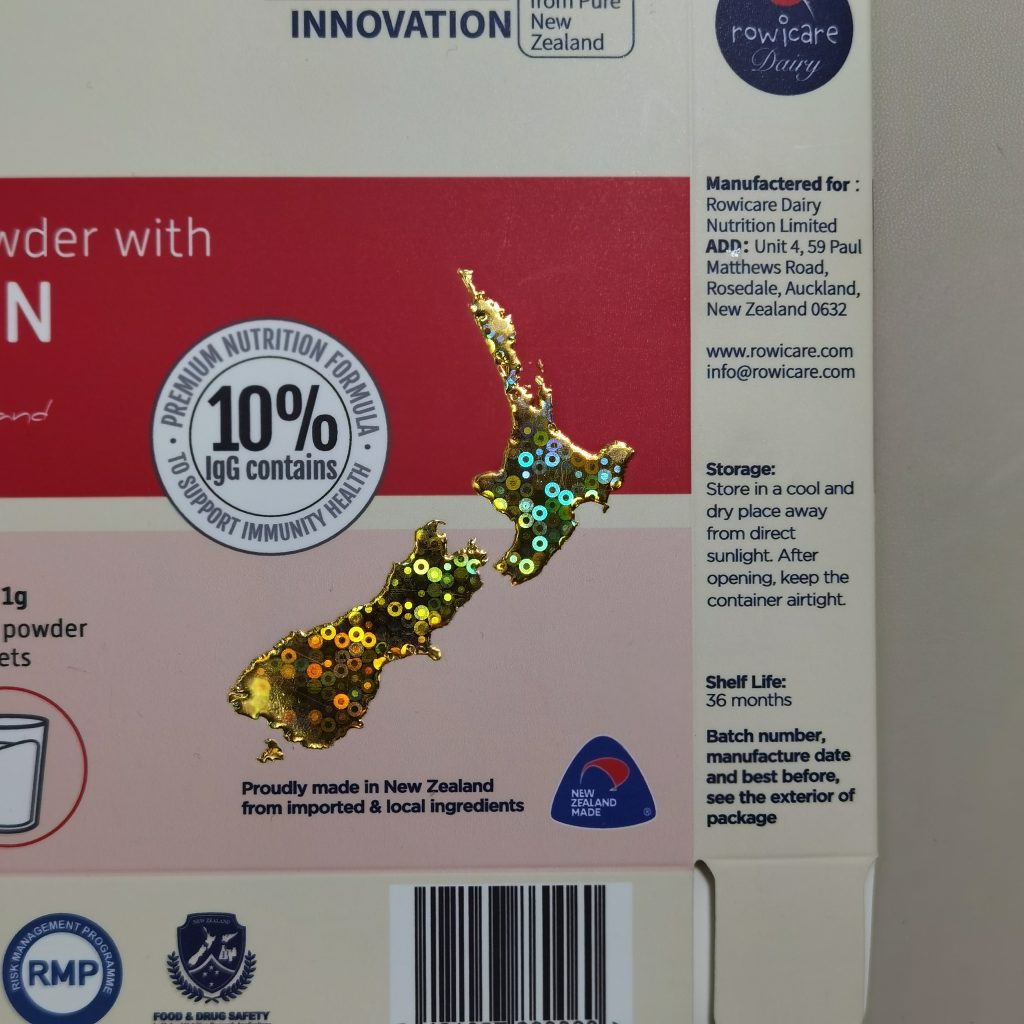 INNOVATION
from Pure
New
Zealand
rowicare
Dairy
wder with
N
and
PREMIUM NUTRITION FORMULA
10%
IgG contains
TO SUPPORT IMMUNITY HEALTH
1g
powder
ets
Proudly made in New Zealand
from imported & local ingredients
NEW
ZEALAND
MADE
®
Manufactered for :
Rowicare Dairy
Nutrition Limited
ADD: Unit 4, 59 Paul
Matthews Road,
Rosedale, Auckland,
New Zealand 0632
www.rowicare.com
info@rowicare.com
Storage:
Store in a cool and
dry place away
from direct
sunlight. After
opening, keep the
container airtight.
Shelf Life:
36 months
Batch number,
manufacture date
and best before,
see the exterior of
package
RISK MANAGEMENT PROGRAMME
RMP
NEW ZEALAND
FOOD & DRUG SAFETY